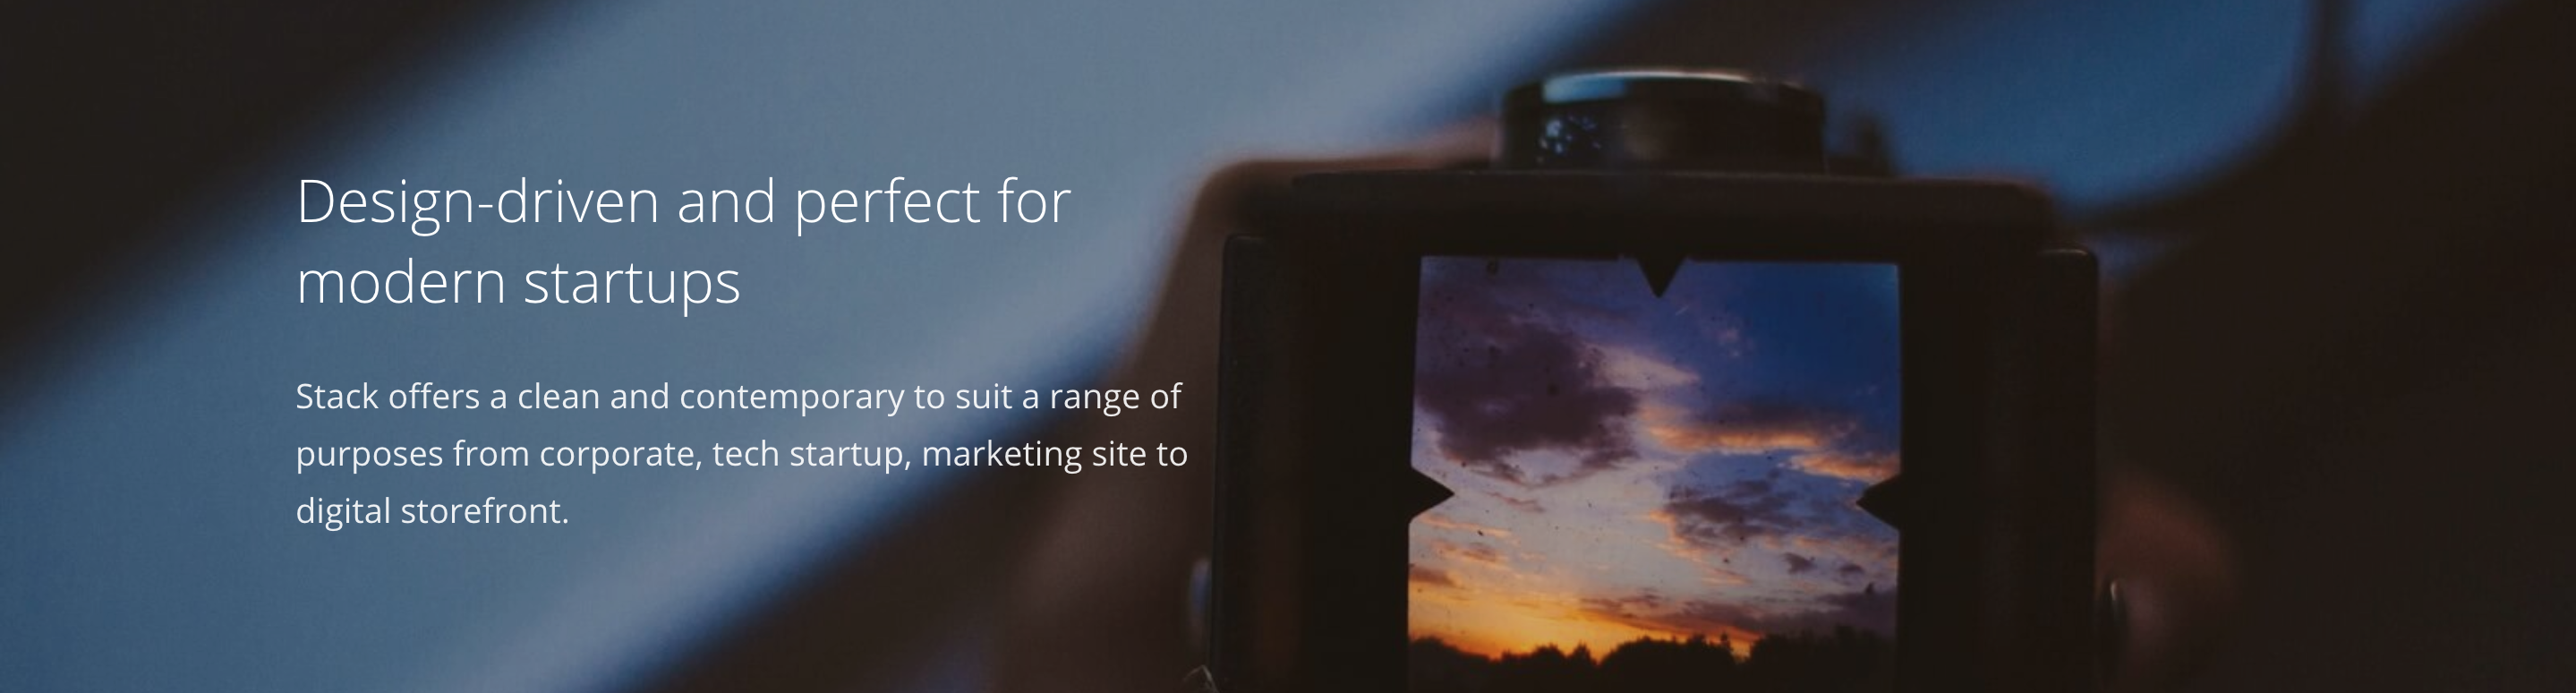 Design-driven and perfect for
modern startups
Stack offers a clean and contemporary to suit a range of
purposes from corporate, tech startup, marketing site to
digital storefront.